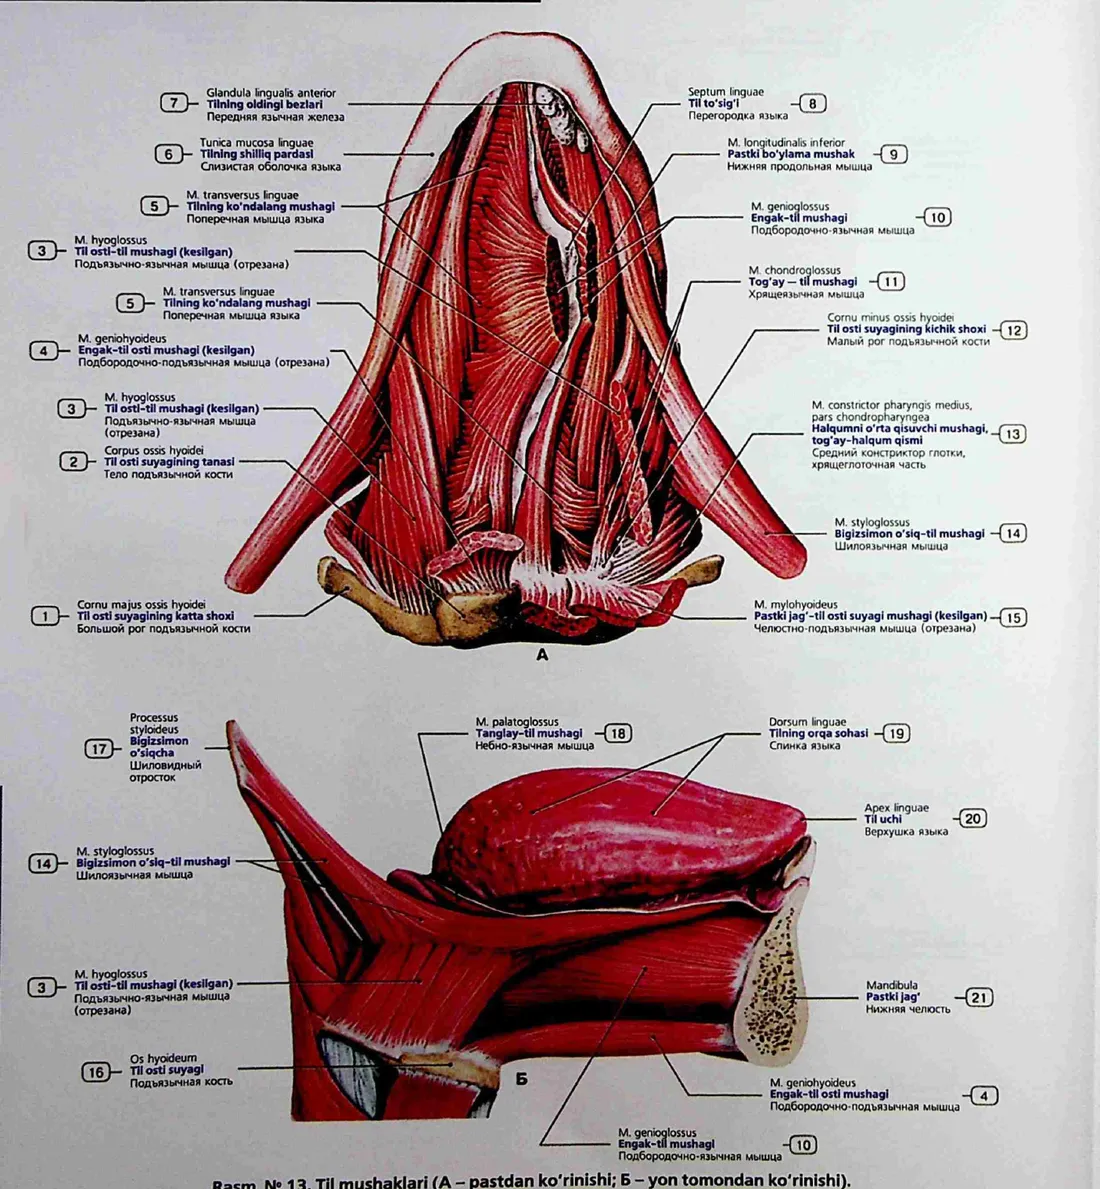 7
Glandula lingualis anterior
Tilning oldingi bezlari
Передняя язычная железа
6
Tunica mucosa linguae
Tilning shilliq pardasi
Слизистая оболочка языка
5
M. transversus linguae
Tilning ko'ndalang mushagi
Поперечная мышца языка
3
M. hyoglossus
Til osti-til mushagi (kesilgan)
Подъязычно-язычная мышца (отрезана)
5
M. transversus linguae
Tilning ko'ndalang mushagi
Поперечная мышца языка
4
M. geniohyoideus
Engak-til osti mushagi (kesilgan)
Подбородочно-подъязычная мышца (отрезана)
3
M. hyoglossus
Til osti-til mushagi (kesilgan)
Подъязычно-язычная мышца
(отрезана)
2
Corpus ossis hyoidei
Til osti suyagining tanasi
Тело подъязычной кости
1
Cornu majus ossis hyoidei
Til osti suyagining katta shoxi
Большой рог подъязычной кости
Septum linguae
Til to'sig'i
Перегородка языка
8
M. longitudinalis inferior
Pastki bo'ylama mushak
Нижняя продольная мышца
9
M. genioglossus
Engak-til mushagi
Подбородочно-язычная мышца
10
M. chondroglossus
Tog'ay — til mushagi
Хрящеязычная мышца
11
Cornu minus ossis hyoidei
Til osti suyagining kichik shoxi
Малый рог подъязычной кости
12
M. constrictor pharyngis medius,
pars chondropharyngea
Halqumni o'rta qisuvchi mushagi,
tog'ay-halqum qismi
Средний констриктор глотки,
хрящеглоточная часть
13
M. styloglossus
Bigizsimon o'siq-til mushagi
Шилоязычная мышца
14
M. mylohyoideus
Pastki jag'-til osti suyagi mushagi (kesilgan)
Челюстно-подъязычная мышца (отрезана)
15
А
17
Processus
styloideus
Bigizsimon
o'siqcha
Шиловидный
отросток
M. palatoglossus
Tanglay-til mushagi
Небно-язычная мышца
18
Dorsum linguae
Tilning orqa sohasi
Спинка языка
19
Apex linguae
Til uchi
Верхушка языка
20
14
M. styloglossus
Bigizsimon o'siq-til mushagi
Шилоязычная мышца
3
M. hyoglossus
Til osti-til mushagi (kesilgan)
Подъязычно-язычная мышца
(отрезана)
Mandibula
Pastki jag'
Нижняя челюсть
21
16
Os hyoideum
Til osti suyagi
Подъязычная кость
Б
M. geniohyoideus
Engak-til osti mushagi
Подбородочно-подъязычная мышца
4
M. genioglossus
Engak-til mushagi
Подбородочно-язычная мышца
10
Rasm № 13. Til mushaklari (А – pastdan ko'rinishi; Б – yon tomondan ko'rinishi).